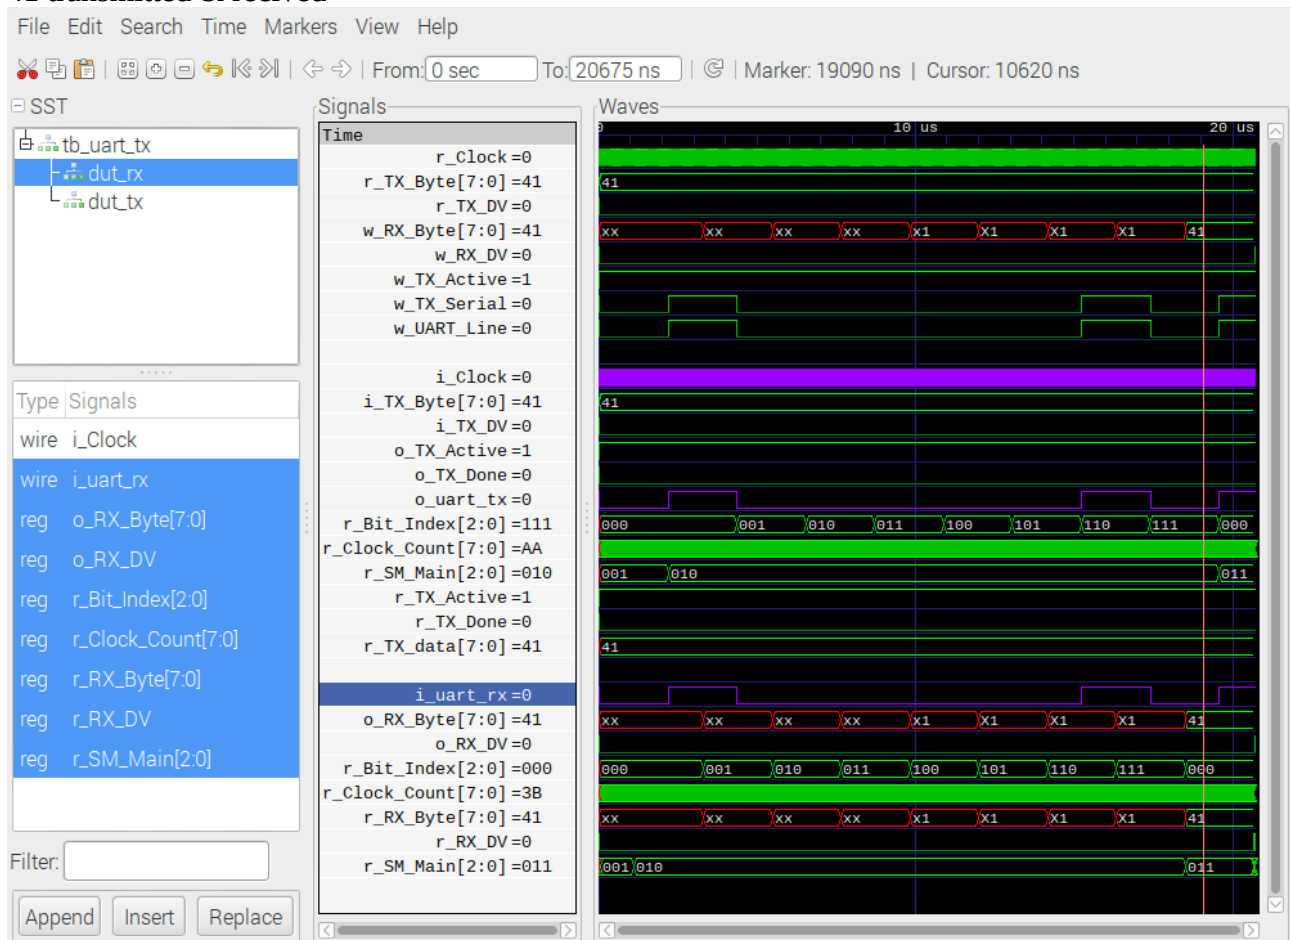 File Edit Search Time Markers View Help
From: 0 sec To: 20675 ns | Marker: 19090 ns | Cursor: 10620 ns
SST
tb_uart_tx
dut_rx
dut_tx
Type Signals
wire i_Clock
wire i_uart_rx
reg o_RX_Byte[7:0]
reg o_RX_DV
reg r_Bit_Index[2:0]
reg r_Clock_Count[7:0]
reg r_RX_Byte[7:0]
reg r_RX_DV
reg r_SM_Main[2:0]
Filter:
Append Insert Replace
Signals
Time
r_Clock =0
r_TX_Byte[7:0] =41
r_TX_DV =0
w_RX_Byte[7:0] =41
w_RX_DV =0
w_TX_Active =1
w_TX_Serial =0
w_UART_Line =0
i_Clock =0
i_TX_Byte[7:0] =41
i_TX_DV =0
o_TX_Active =1
o_TX_Done =0
o_uart_tx =0
r_Bit_Index[2:0] =111
r_Clock_Count[7:0] =AA
r_SM_Main[2:0] =010
r_TX_Active =1
r_TX_Done =0
r_TX_data[7:0] =41
i_uart_rx =0
o_RX_Byte[7:0] =41
o_RX_DV =0
r_Bit_Index[2:0] =000
r_Clock_Count[7:0] =3B
r_RX_Byte[7:0] =41
r_RX_DV =0
r_SM_Main[2:0] =011
Waves
10 us 20 us
41
xx xx xx xx x1 X1 X1 X1 41
41
000 001 010 011 100 101 110 111 000
001 010 011
41
xx xx xx xx x1 X1 X1 X1 41
000 001 010 011 100 101 110 111 000
xx xx xx xx x1 X1 X1 X1 41
001 010 011